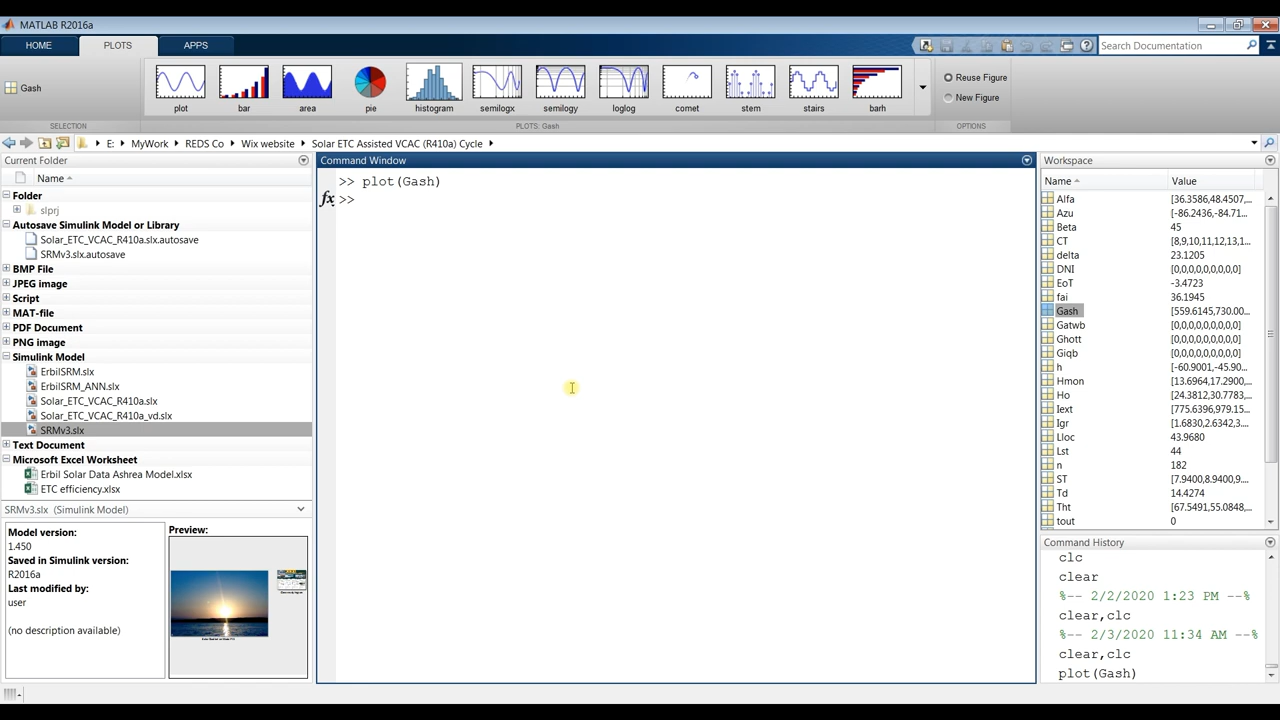 MATLAB R2016a
HOME PLOTS APPS
Search Documentation
Gash
plot bar area pie histogram semilogx semilogy loglog comet stem stairs barh
Reuse Figure
New Figure
SELECTION PLOTS: Gash OPTIONS
E: MyWork REDS Co Wix website Solar ETC Assisted VCAC (R410a) Cycle
Current Folder
Name
Folder
slprj
Autosave Simulink Model or Library
Solar_ETC_VCAC_R410a.slx.autosave
SRMv3.slx.autosave
BMP File
JPEG image
Script
MAT-file
PDF Document
PNG image
Simulink Model
ErbilSRM.slx
ErbilSRM_ANN.slx
Solar_ETC_VCAC_R410a.slx
Solar_ETC_VCAC_R410a_vd.slx
SRMv3.slx
Text Document
Microsoft Excel Worksheet
Erbil Solar Data Ashrea Model.xlsx
ETC efficiency.xlsx
SRMv3.slx (Simulink Model)
Model version:
1.450
Saved in Simulink version:
R2016a
Last modified by:
user
(no description available)
Preview:
Command Window
>> plot(Gash)
fx >>
Workspace
Name Value
Alfa [36.3586,48.4507,...
Azu [-86.2436,-84.71...
Beta 45
CT [8,9,10,11,12,13,1...
delta 23.1205
DNI [0,0,0,0,0,0,0,0,0]
EoT -3.4723
fai 36.1945
Gash [559.6145,730.00...
Gatwb [0,0,0,0,0,0,0,0,0]
Ghott [0,0,0,0,0,0,0,0,0]
Giqb [0,0,0,0,0,0,0,0,0]
h [-60.9001,-45.90...
Hmon [13.6964,17.2900,...
Ho [24.3812,30.7783,...
Iext [775.6396,979.15...
Igr [1.6830,2.6342,3....
Lloc 43.9680
Lst 44
n 182
ST [7.9400,8.9400,9....
Td 14.4274
Tht [67.5491,55.0848,...
tout 0
Command History
clc
clear
%-- 2/2/2020 1:23 PM --%
clear,clc
%-- 2/3/2020 11:34 AM --%
clear,clc
plot(Gash)